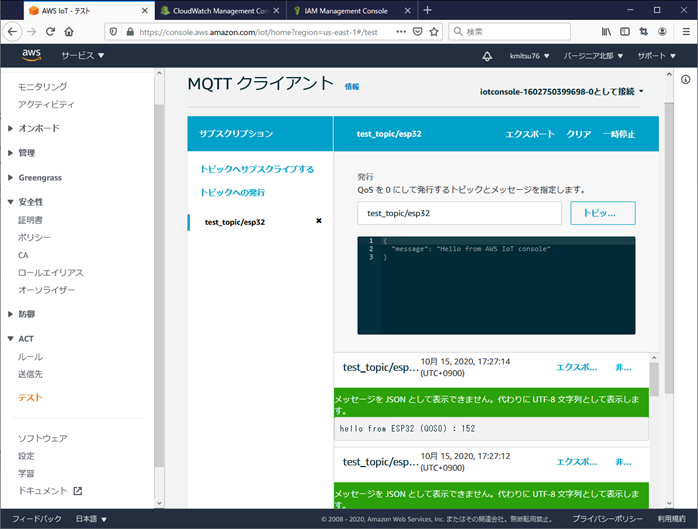 AWS IoT - テスト
CloudWatch Management Con
IAM Management Console
https://console.aws.amazon.com/iot/home?region=us-east-1#/test
検索
aws
サービス
kmitsu76
バージニア北部
サポート
モニタリング
アクティビティ
オンボード
管理
Greengrass
安全性
証明書
ポリシー
CA
ロールエイリアス
オーソライザー
防御
ACT
ルール
送信先
テスト
ソフトウェア
設定
学習
ドキュメント
MQTT クライアント 情報
iotconsole-1602750399698-0として接続
サブスクリプション
トピックへサブスクライブする
トピックへの発行
test_topic/esp32
test_topic/esp32
エクスポート
クリア
一時停止
発行
QoS を 0 にして発行するトピックとメッセージを指定します。
test_topic/esp32
トピッ...
1 {
2 "message": "Hello from AWS IoT console"
3 }
test_topic/esp...
10月 15, 2020, 17:27:14
(UTC+0900)
エクスポ...
非...
メッセージを JSON として表示できません。代わりに UTF-8 文字列として表示しま
す。
hello from ESP32 (QOS0) : 152
test_topic/esp...
10月 15, 2020, 17:27:12
(UTC+0900)
エクスポ...
非...
メッセージを JSON として表示できません。代わりに UTF-8 文字列として表示しま
す。
フィードバック
日本語
© 2008 - 2020, Amazon Web Services, Inc. またはその関連会社。無断転用禁止。
プライバシーポリシー
利用規約